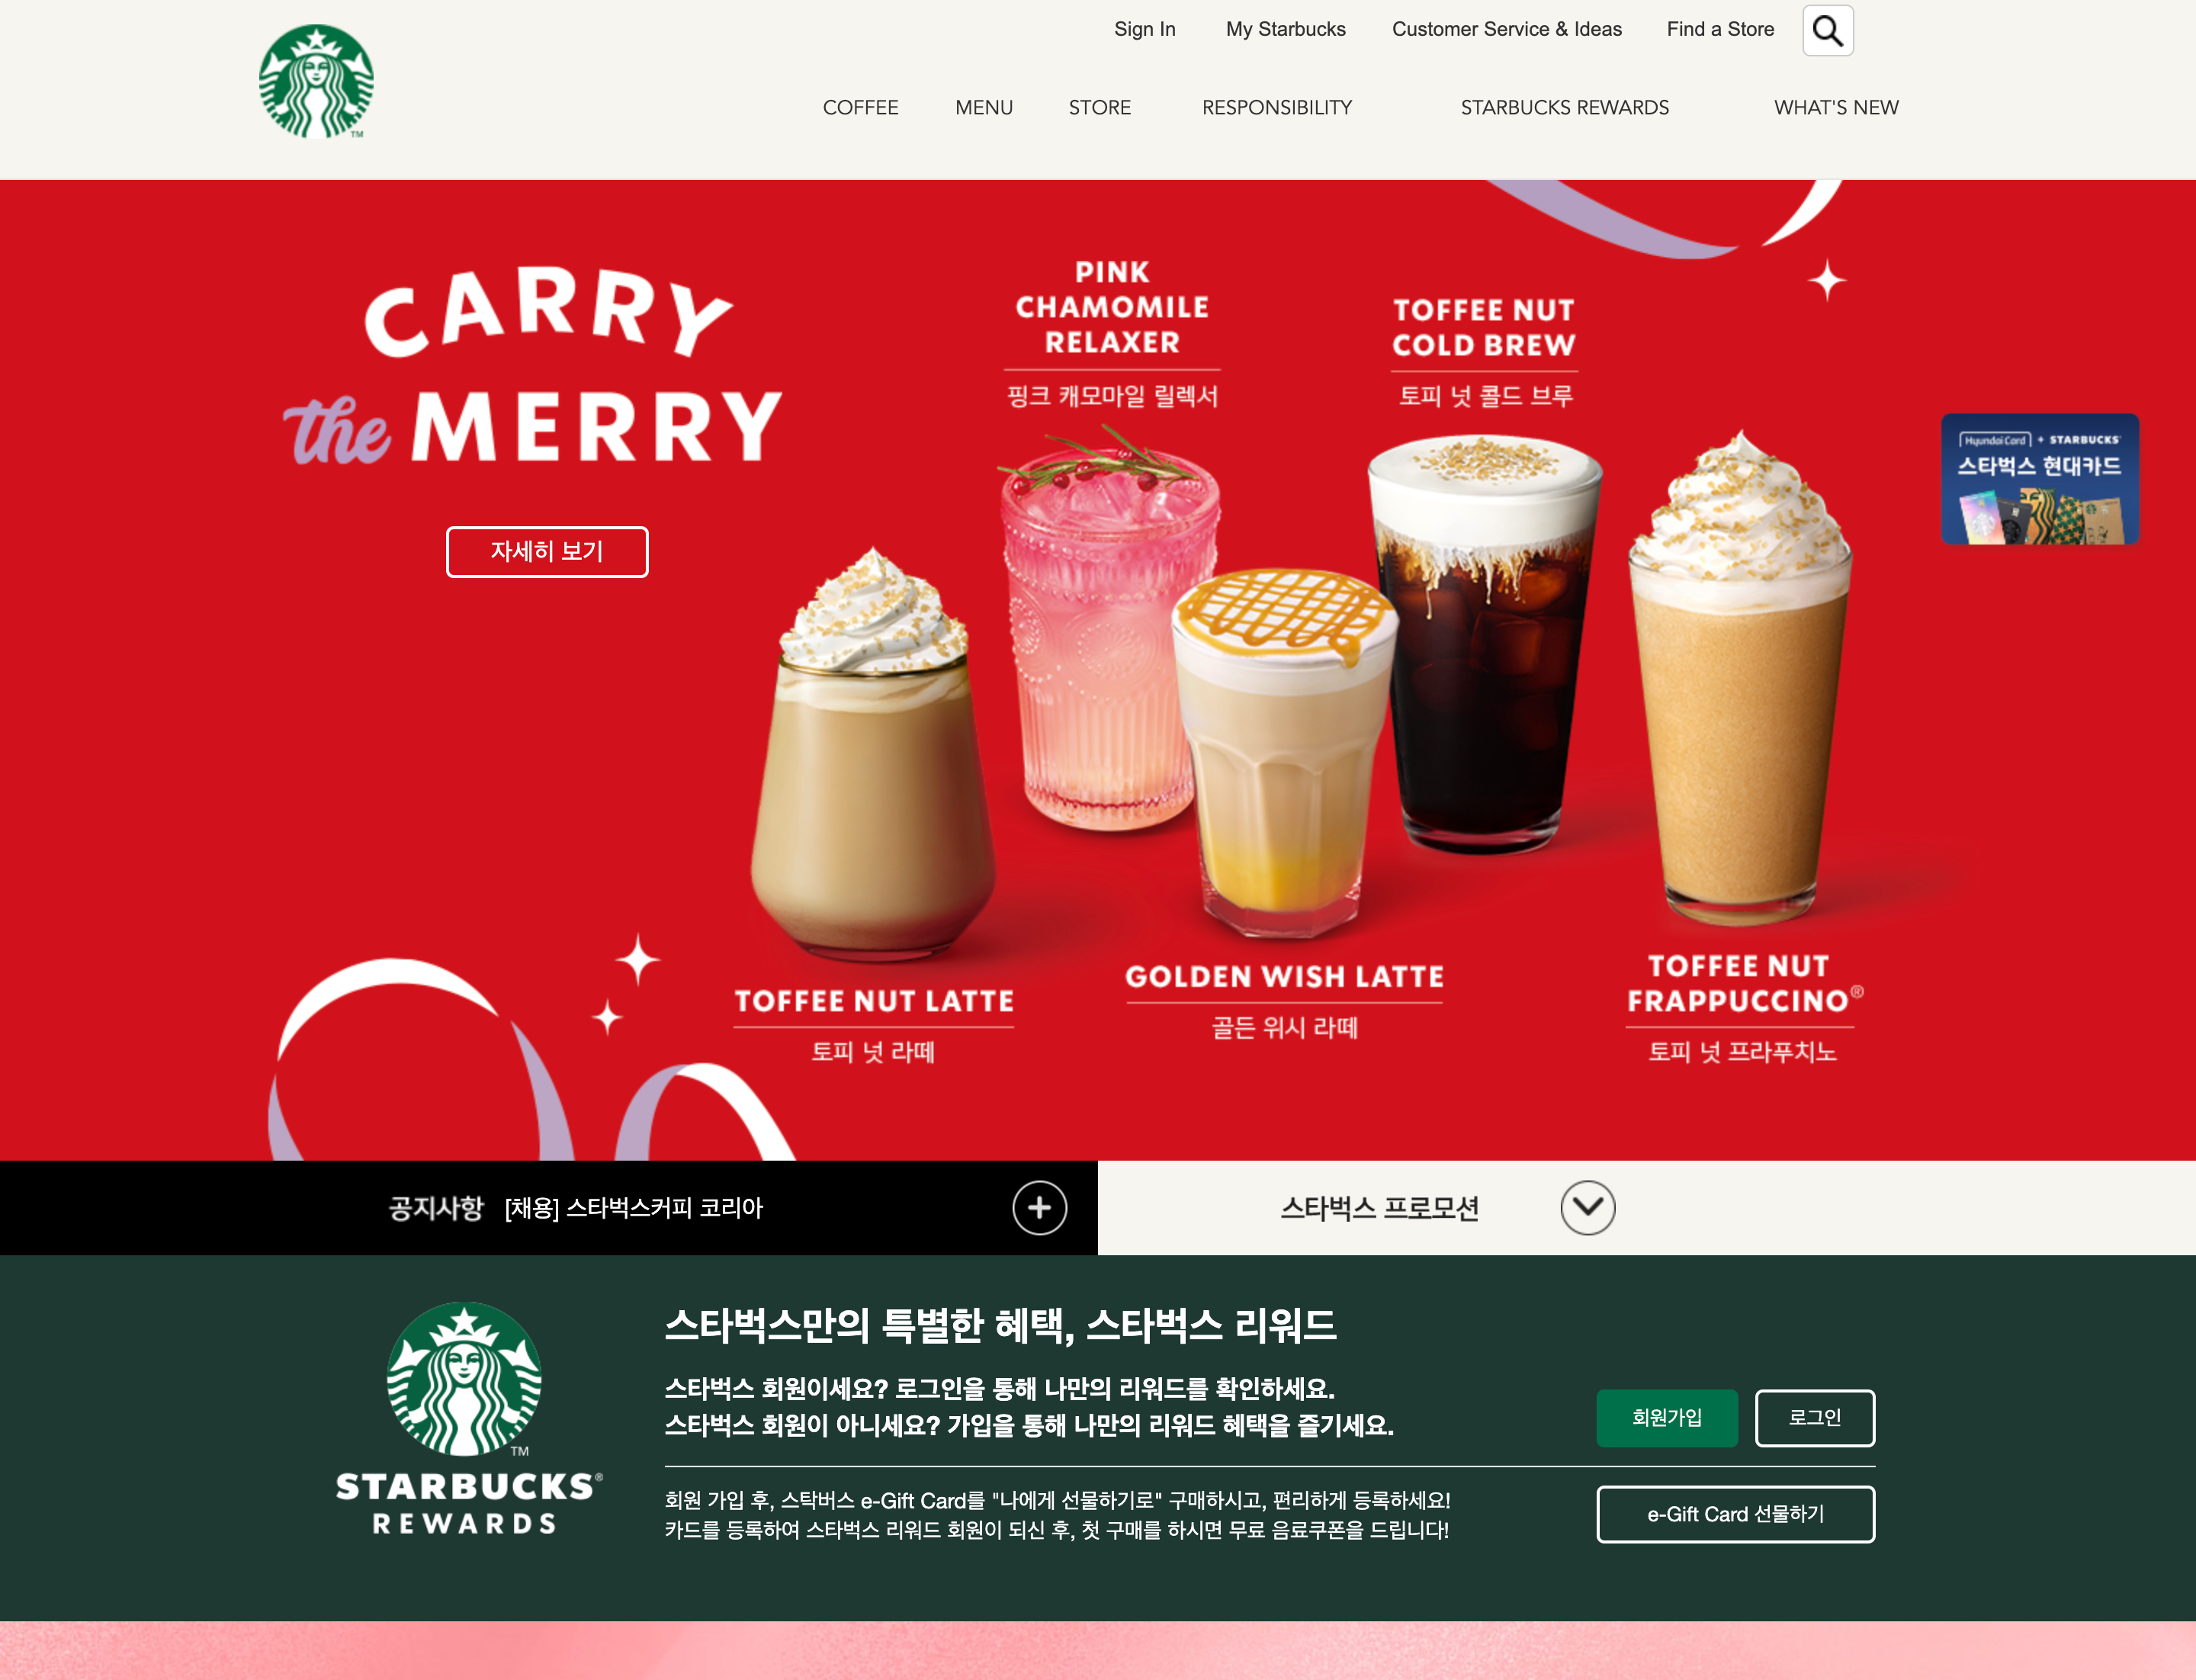 Sign In
My Starbucks
Customer Service & Ideas
Find a Store
TM
COFFEE
MENU
STORE
RESPONSIBILITY
STARBUCKS REWARDS
WHAT'S NEW
CARRY
the MERRY
자세히 보기
PINK
CHAMOMILE
RELAXER
핑크 캐모마일 릴렉서
TOFFEE NUT
COLD BREW
토피 넛 콜드 브루
Hyundai Card + STARBUCKS
스타벅스 현대카드
TOFFEE NUT LATTE
토피 넛 라떼
GOLDEN WISH LATTE
골든 위시 라떼
TOFFEE NUT
FRAPPUCCINO®
토피 넛 프라푸치노
공지사항 [채용] 스타벅스커피 코리아
스타벅스 프로모션
TM
STARBUCKS®
REWARDS
스타벅스만의 특별한 혜택, 스타벅스 리워드
스타벅스 회원이세요? 로그인을 통해 나만의 리워드를 확인하세요.
스타벅스 회원이 아니세요? 가입을 통해 나만의 리워드 혜택을 즐기세요.
회원가입
로그인
회원 가입 후, 스탁버스 e-Gift Card를 "나에게 선물하기로" 구매하시고, 편리하게 등록하세요!
카드를 등록하여 스타벅스 리워드 회원이 되신 후, 첫 구매를 하시면 무료 음료쿠폰을 드립니다!
e-Gift Card 선물하기